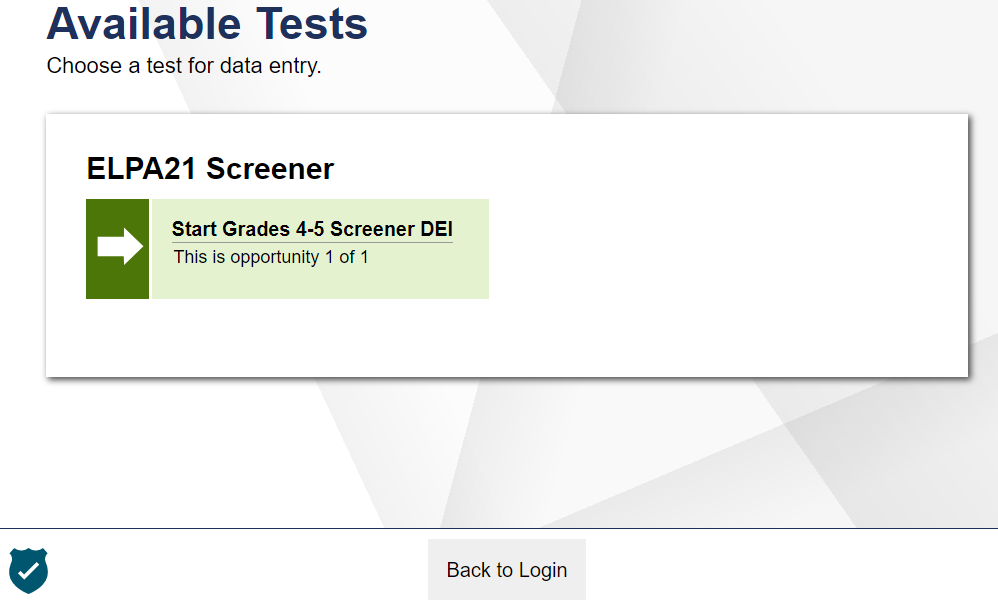 Available Tests
Choose a test for data entry.
ELPA21 Screener
Start Grades 4-5 Screener DEI
This is opportunity 1 of 1
Back to Login